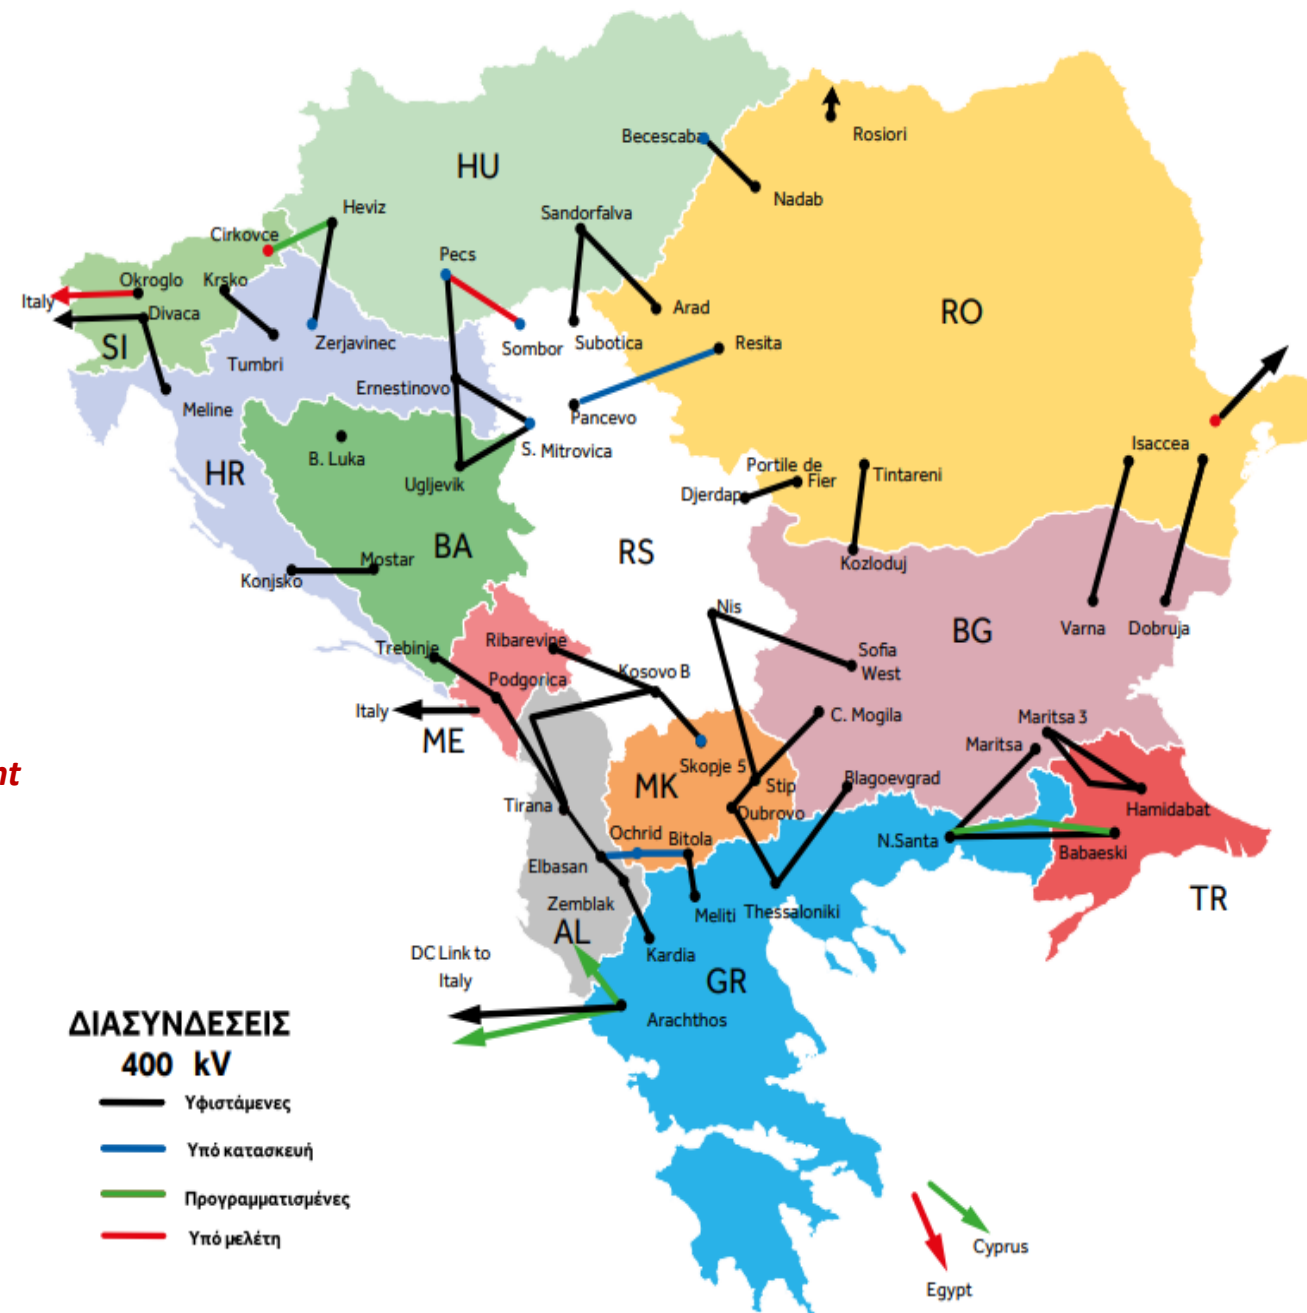 Rosiori
Becescaba
HU
Nadab
Heviz
Sandorfalva
Cirkovce
Pecs
Okroglo
Krsko
Italy
Divaca
Arad
RO
SI
Zerjavinec
Sombor
Subotica
Resita
Tumbri
Ernestinovo
Meline
Pancevo
Isaccea
B. Luka
S. Mitrovica
HR
Ugljevik
Portile de
Fier
Tintareni
Djerdap
BA
RS
Mostar
Konjsko
Kozloduj
Nis
BG
Varna
Dobruja
Trebinje
Ribarevine
Sofia
West
Kosovo B
Podgorica
Italy
C. Mogila
Maritsa 3
ME
Maritsa
nt
Skopje 5
MK
Stip
Blagoevgrad
Tirana
Dubrovo
Hamidabat
Ochrid
Bitola
N.Santa
Babaeski
Elbasan
TR
Zemblak
Meliti
Thessaloniki
AL
DC Link to
Italy
Kardia
GR
Arachthos
ΔΙΑΣΥΝΔΕΣΕΙΣ
400 kV
Υφιστάμενες
Υπό κατασκευή
Προγραμματισμένες
Υπό μελέτη
Cyprus
Egypt